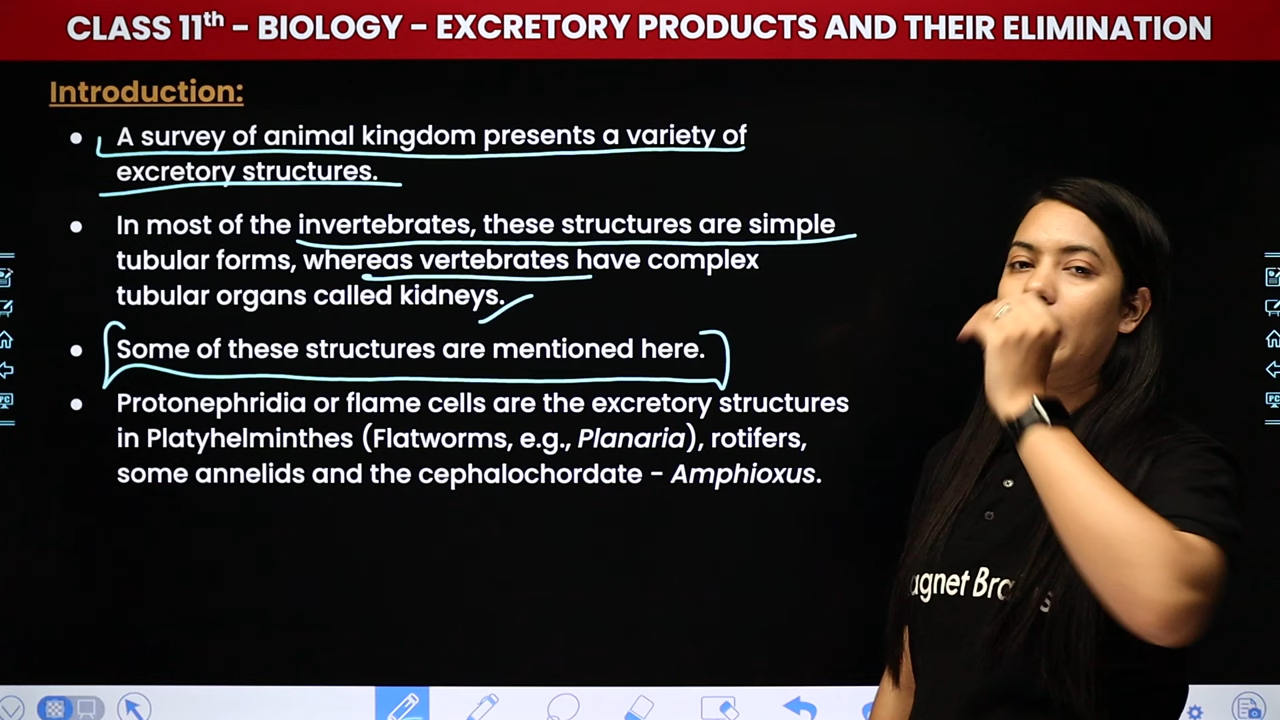 CLASS 11th – BIOLOGY – EXCRETORY PRODUCTS AND THEIR ELIMINATION
Introduction:
• A survey of animal kingdom presents a variety of
excretory structures.
• In most of the invertebrates, these structures are simple
tubular forms, whereas vertebrates have complex
tubular organs called kidneys.
• Some of these structures are mentioned here.
• Protonephridia or flame cells are the excretory structures
in Platyhelminthes (Flatworms, e.g., Planaria), rotifers,
some annelids and the cephalochordate – Amphioxus.